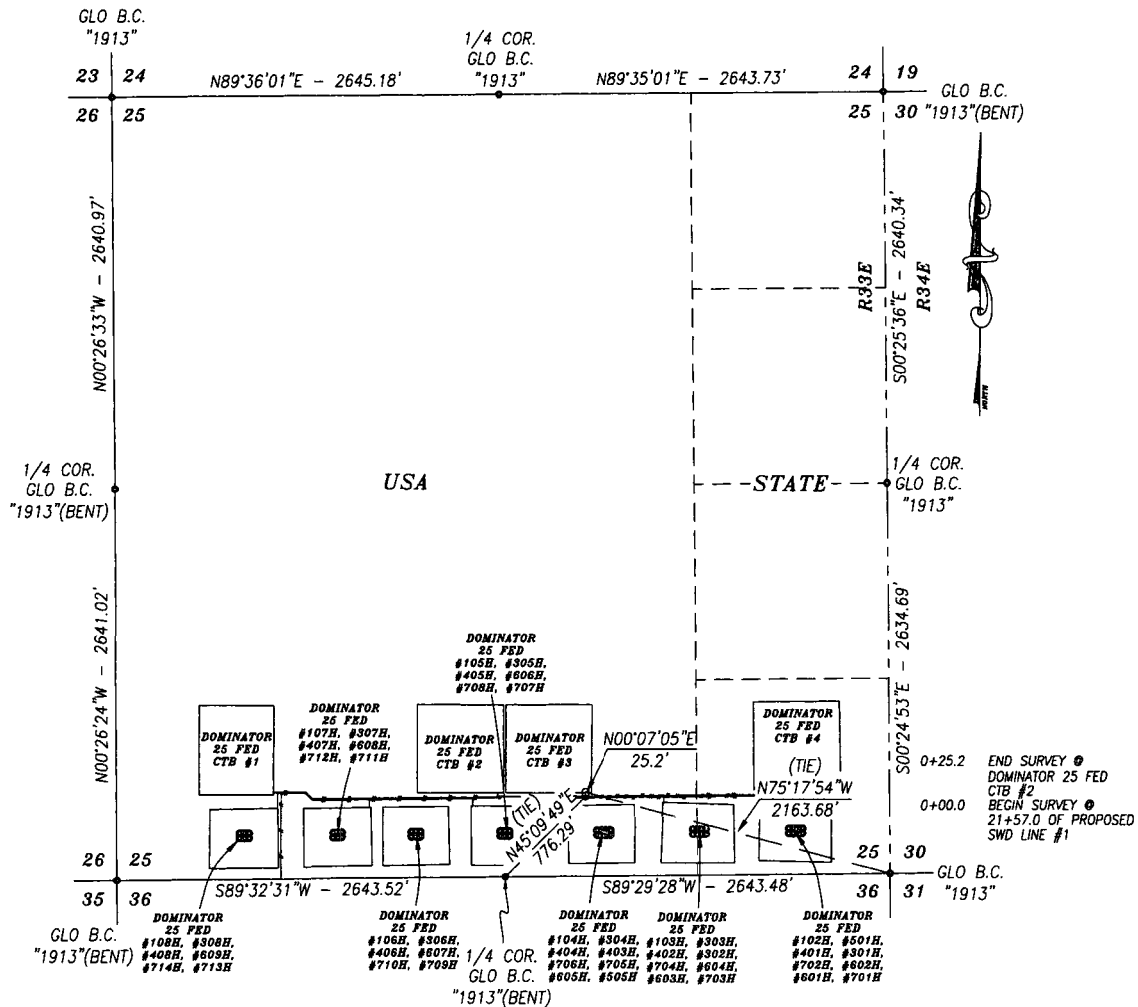 GLO B.C.
"1913"
1/4 COR.
GLO B.C.
"1913"
23 24
N89°36'01"E - 2645.18'
N89°35'01"E - 2643.73'
24 19
GLO B.C.
"1913"(BENT)
26 25
25 30
N00°26'33"W - 2640.97'
S00°25'36"E - 2640.34'
R33E
R34E
NORTH
1/4 COR.
GLO B.C.
"1913"(BENT)
USA
STATE
1/4 COR.
GLO B.C.
"1913"
N00°26'24"W - 2641.02'
S00°24'53"E - 2634.69'
DOMINATOR
25 FED
#105H, #305H,
#405H, #606H,
#708H, #707H
DOMINATOR
25 FED
#107H, #307H,
#407H, #608H,
#712H, #711H
DOMINATOR
25 FED
CTB #1
DOMINATOR
25 FED
CTB #2
DOMINATOR
25 FED
CTB #3
DOMINATOR
25 FED
CTB #4
N00°07'05"E
25.2'
(TIE)
N75°17'54"W
2163.68'
(TIE)
N45°09'49"E
776.29'
0+25.2 END SURVEY @
DOMINATOR 25 FED
CTB #2
0+00.0 BEGIN SURVEY @
21+57.0 OF PROPOSED
SWD LINE #1
26 25
25 30
S89°32'31"W - 2643.52'
S89°29'28"W - 2643.48'
GLO B.C.
"1913"
35 36
36 31
GLO B.C.
"1913"(BENT)
DOMINATOR
25 FED
#108H, #308H,
#408H, #609H,
#714H, #713H
DOMINATOR
25 FED
#106H, #306H,
#406H, #607H,
#710H, #709H
1/4 COR.
GLO B.C.
"1913"(BENT)
DOMINATOR
25 FED
#104H, #304H,
#404H, #403H,
#706H, #705H,
#605H, #505H
DOMINATOR
25 FED
#103H, #303H,
#402H, #302H,
#704H, #604H,
#603H, #703H
DOMINATOR
25 FED
#102H, #501H,
#401H, #301H,
#702H, #602H,
#601H, #701H